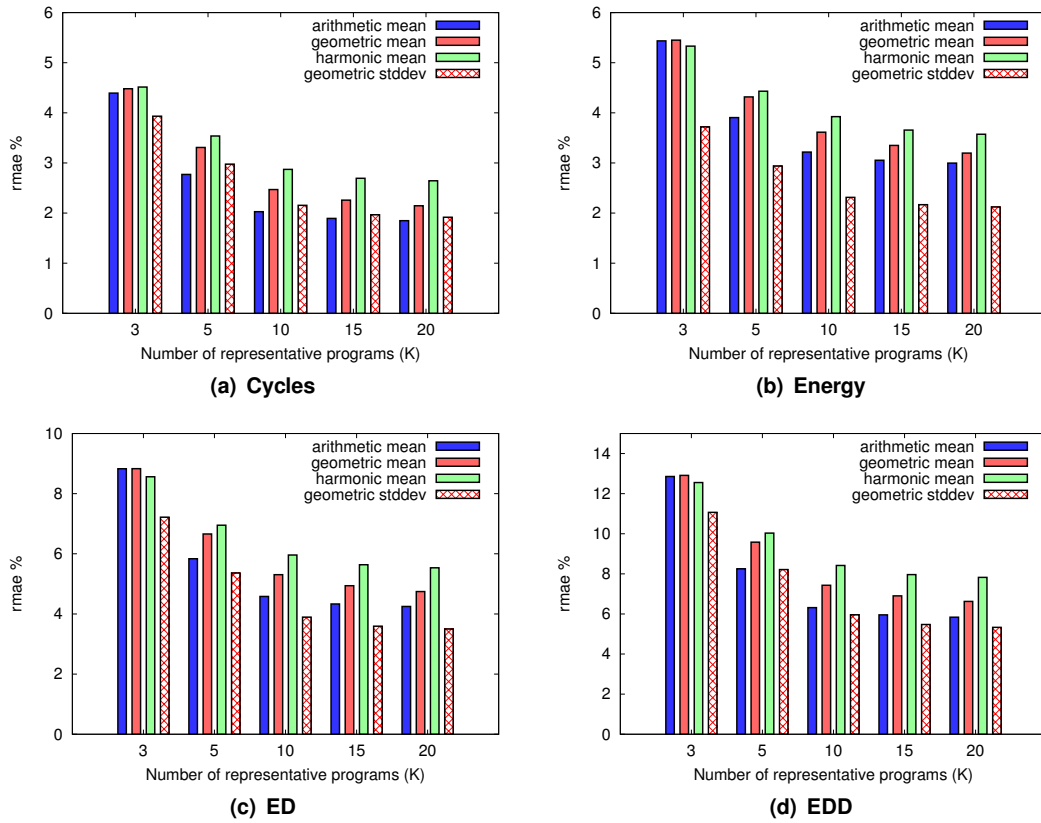 6
5
4
3
2
1
0
rmae %
arithmetic mean
geometric mean
harmonic mean
geometric stddev
3 5 10 15 20
Number of representative programs (K)
(a) Cycles
6
5
4
3
2
1
0
rmae %
arithmetic mean
geometric mean
harmonic mean
geometric stddev
3 5 10 15 20
Number of representative programs (K)
(b) Energy
10
8
6
4
2
0
rmae %
arithmetic mean
geometric mean
harmonic mean
geometric stddev
3 5 10 15 20
Number of representative programs (K)
(c) ED
14
12
10
8
6
4
2
0
rmae %
arithmetic mean
geometric mean
harmonic mean
geometric stddev
3 5 10 15 20
Number of representative programs (K)
(d) EDD